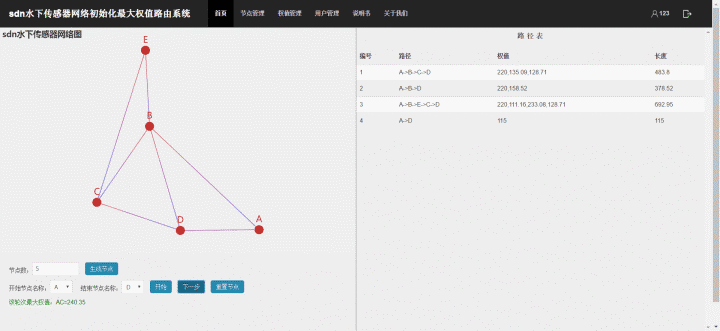 sdn水下传感器网络初始化最大权值路由系统
首页 节点管理 权值管理 用户管理 说明书 关于我们 123
sdn水下传感器网络图
E
B
C
D
A
节点数： 5 生成节点
开始节点名称： A 结束节点名称： D 开始 下一步 重置节点
该轮次最大权值：AC=240.35
路 径 表
编号 路径 权值 长度
1 A->B->C->D 220,135.09,128.71 483.8
2 A->B->D 220,158.52 378.52
3 A->B->E->C->D 220,111.16,233.08,128.71 692.95
4 A->D 115 115